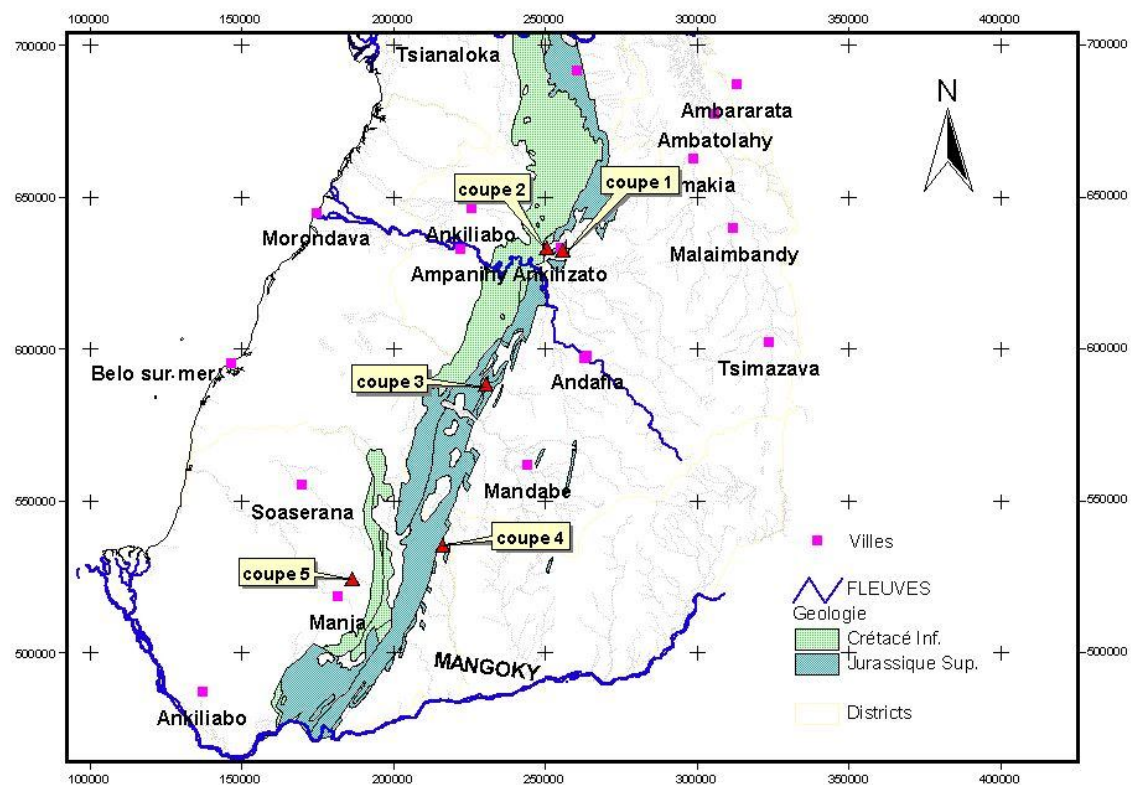 100000 150000 200000 250000 300000 350000 400000
700000 700000
Tsianaloka
N
Ambararata
Ambatolahy
coupe 2
coupe 1
makia
650000 650000
Morondava
Ankiliabo
Malaimbandy
Ampanihy Ankilizato
600000 600000
Belo sur mer
coupe 3
Andafia
Tsimazava
Mandabe
550000 550000
Soaserana
coupe 4
Villes
coupe 5
FLEUVES
Manja
Geologie
Crétacé Inf.
500000 500000
MANGOKY
Jurassique Sup.
Ankiliabo
Districts
100000 150000 200000 250000 300000 350000 400000